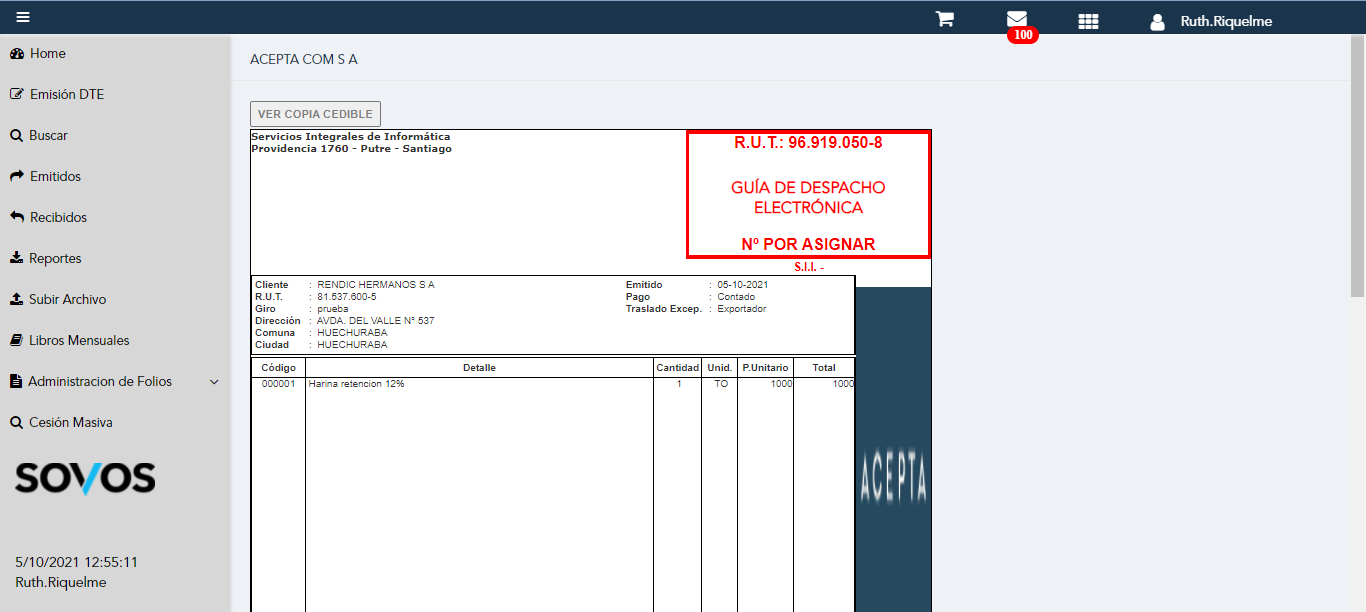 Ruth.Riquelme
100
Home
Emisión DTE
Buscar
Emitidos
Recibidos
Reportes
Subir Archivo
Libros Mensuales
Administracion de Folios
Cesión Masiva
SOVOS
5/10/2021 12:55:11
Ruth.Riquelme
ACEPTA COM S A
VER COPIA CEDIBLE
Servicios Integrales de Informática
Providencia 1760 - Putre - Santiago
R.U.T.: 96.919.050-8
GUÍA DE DESPACHO
ELECTRÓNICA
Nº POR ASIGNAR
S.I.I. -
Cliente : RENDIC HERMANOS S A Emitido : 05-10-2021
R.U.T. : 81.537.600-5 Pago : Contado
Giro : prueba Traslado Excep. : Exportador
Dirección : AVDA. DEL VALLE N° 537
Comuna : HUECHURABA
Ciudad : HUECHURABA
Código Detalle Cantidad Unid. P.Unitario Total
000001 Harina retencion 12% 1 TO 1000 1000
ACEPTA